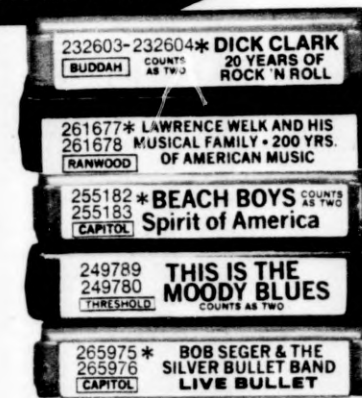 232603-232604* DICK CLARK
BUDDAH COUNTS AS TWO 20 YEARS OF
ROCK 'N ROLL
261677* LAWRENCE WELK AND HIS
261678 MUSICAL FAMILY • 200 YRS.
RANWOOD OF AMERICAN MUSIC
255182 * BEACH BOYS COUNTS AS TWO
255183 Spirit of America
CAPITOL
249789 THIS IS THE
249780 MOODY BLUES
THRESHOLD COUNTS AS TWO
265975 * BOB SEGER & THE
265976 SILVER BULLET BAND
CAPITOL LIVE BULLET